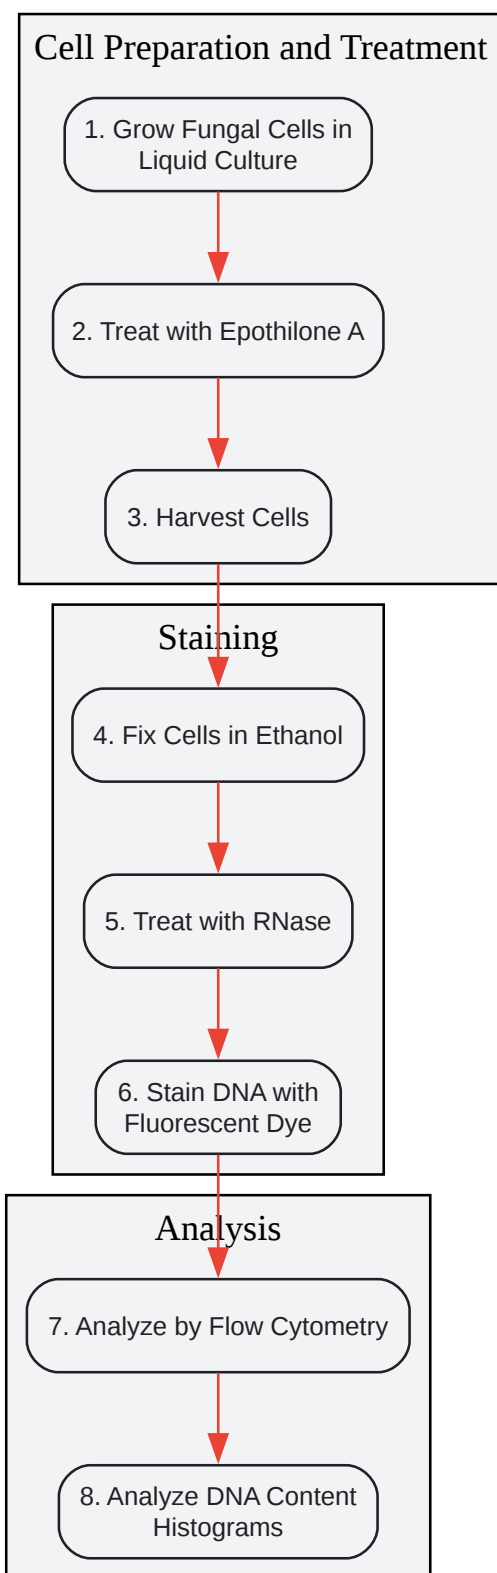 Cell Preparation and Treatment
1. Grow Fungal Cells in
Liquid Culture
2. Treat with Epothilone A
3. Harvest Cells
Staining
4. Fix Cells in Ethanol
5. Treat with RNase
6. Stain DNA with
Fluorescent Dye
Analysis
7. Analyze by Flow Cytometry
8. Analyze DNA Content
Histograms